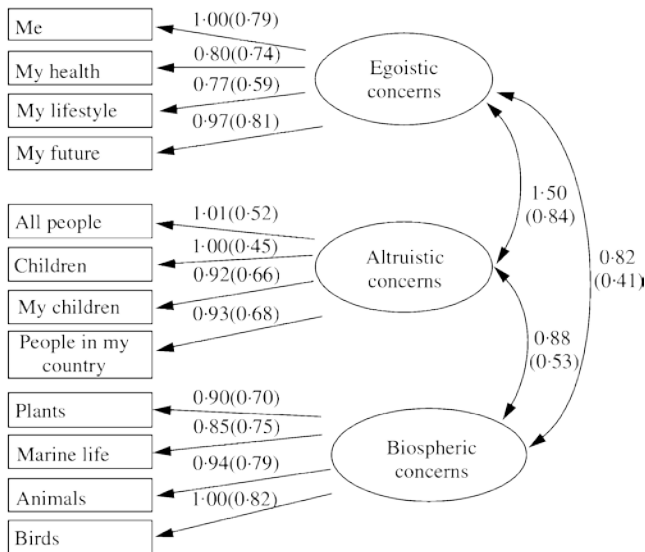 Me
My health
My lifestyle
My future
1·00(0·79)
0·80(0·74)
0·77(0·59)
0·97(0·81)
Egoistic
concerns
All people
Children
My children
People in my
country
1·01(0·52)
1·00(0·45)
0·92(0·66)
0·93(0·68)
Altruistic
concerns
Plants
Marine life
Animals
Birds
0·90(0·70)
0·85(0·75)
0·94(0·79)
1·00(0·82)
Biospheric
concerns
1·50
(0·84)
0·82
(0·41)
0·88
(0·53)